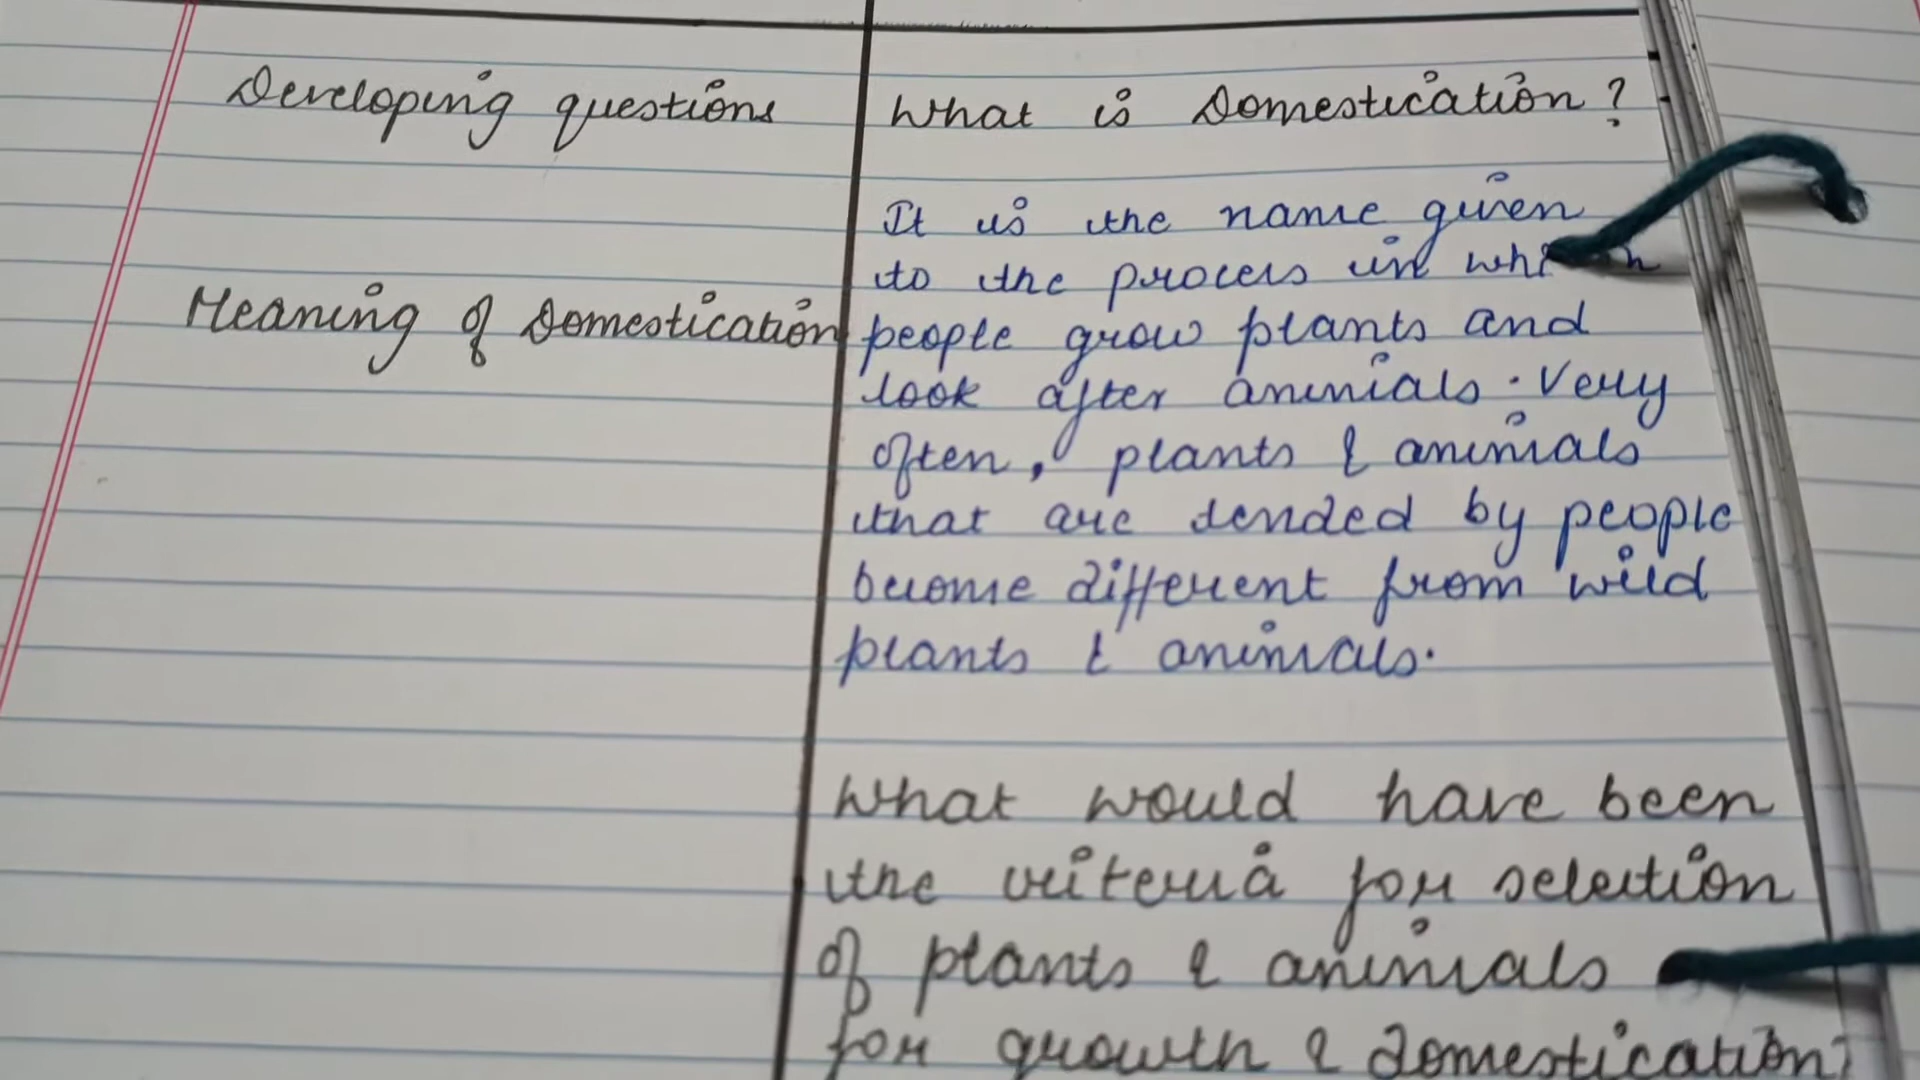 Developing questions
What is Domestication?
It is the name given
to the process in
Meaning of Domestication
people grow plants and
look after animals. Very
often, plants & animals
that are tended by people
become different from wild
plants & animals.
What would have been
the criteria for selection
of plants & animals
for growth & domestication?